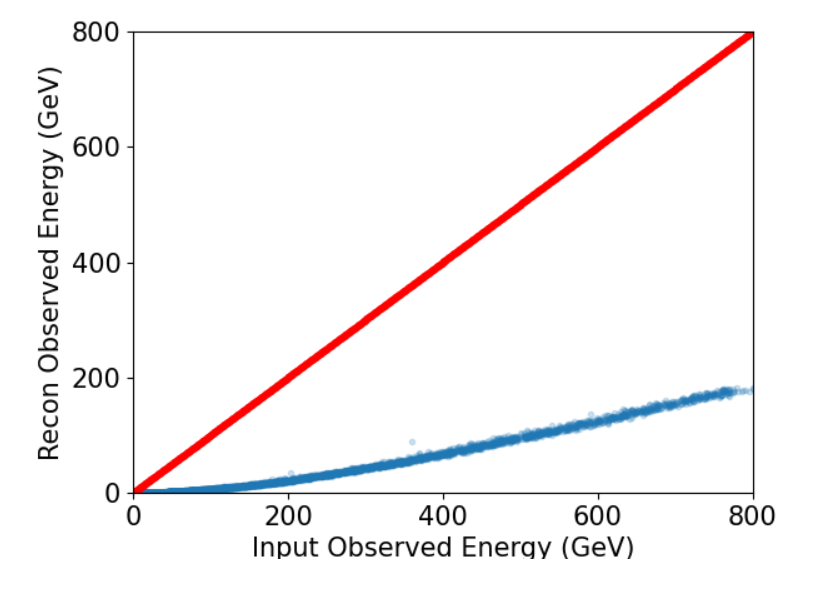 Recon Observed Energy (GeV)
800
600
400
200
0
0 200 400 600 800
Input Observed Energy (GeV)